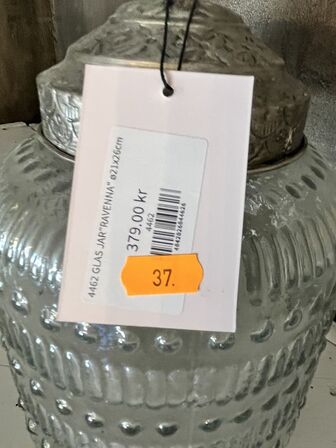 4462 GLAS JAR"RAVENNA" ø21x26cm
379.00 kr
4462
37.